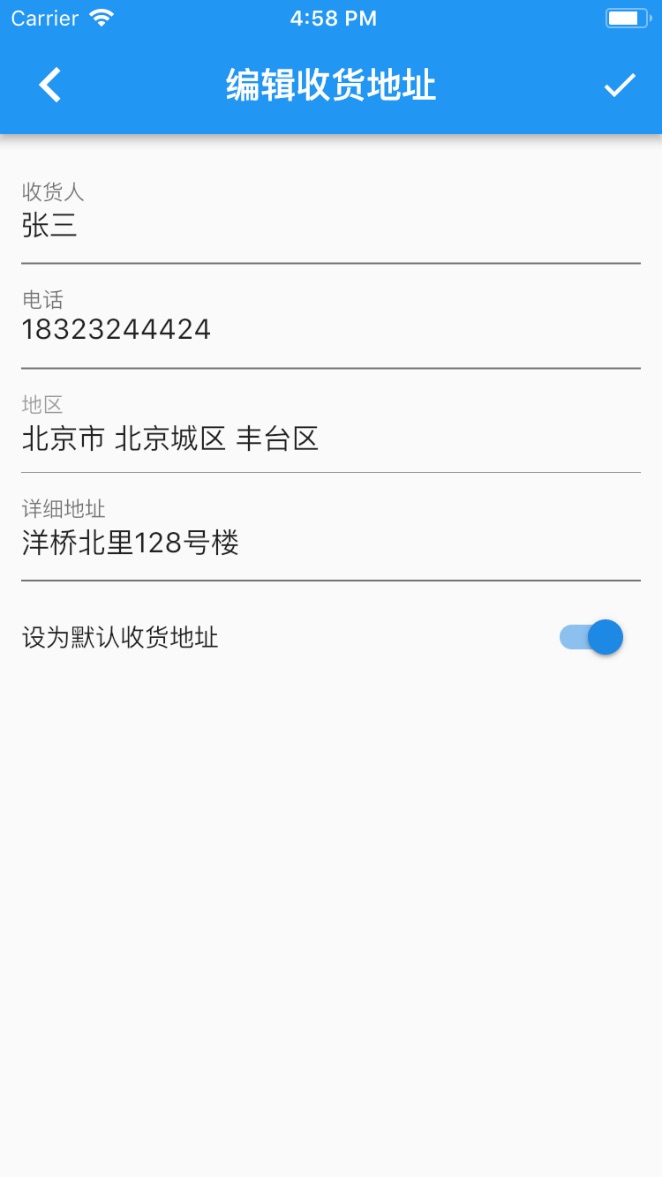 Carrier 4:58 PM
编辑收货地址
收货人
张三
电话
18323244424
地区
北京市 北京城区 丰台区
详细地址
洋桥北里128号楼
设为默认收货地址